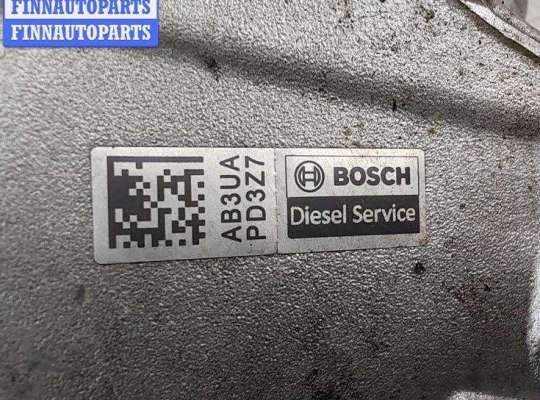 FINNAUTOPARTS
FINNAUTOPARTS
AB3UA
PD3Z7
BOSCH
Diesel Service